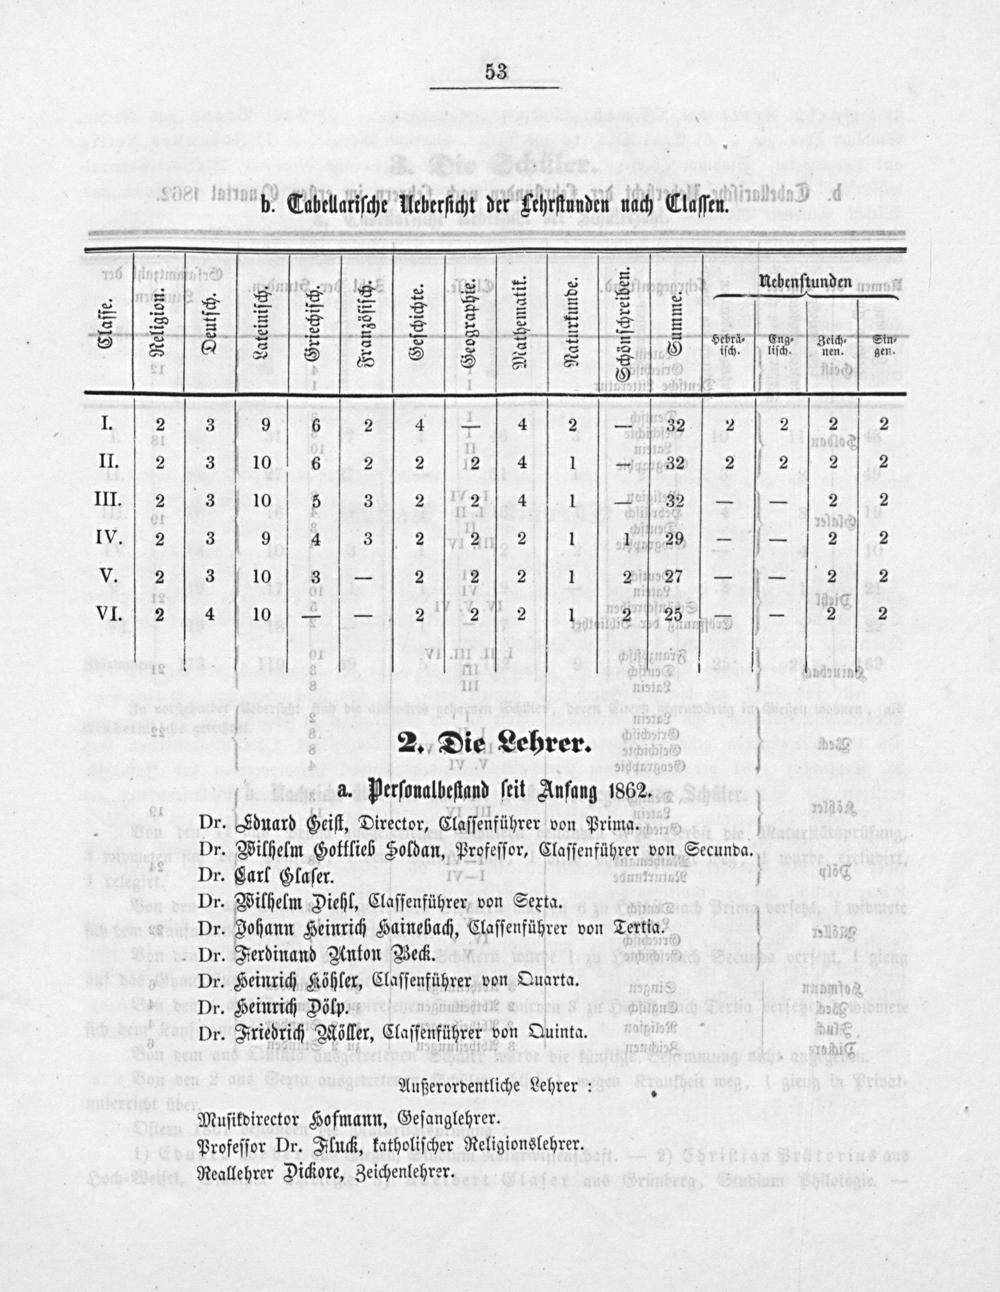 53
b. Tabellarische Uebersicht der Lehrstunden nach Classen.
Classe. Religion. Deutsch. Lateinisch. Griechisch. Französisch. Geschichte. Geographie. Mathematik. Naturkunde. Schönschreiben. Summe. Nebenstunden
Hebrä-isch. Eng-lisch. Zeich-nen. Sin-gen.
I. 2 3 9 6 2 4 — 4 2 — 32 2 2 2 2
II. 2 3 10 6 2 2 2 4 1 — 32 2 2 2 2
III. 2 3 10 5 3 2 2 4 1 — 32 — — 2 2
IV. 2 3 9 4 3 2 2 2 1 1 29 — — 2 2
V. 2 3 10 3 — 2 2 2 1 2 27 — — 2 2
VI. 2 4 10 — — 2 2 2 1 2 25 — — 2 2
2. Die Lehrer.
a. Personalbestand seit Anfang 1862.
Dr. Eduard Geist, Director, Classenführer von Prima.
Dr. Wilhelm Gottlieb Soldan, Professor, Classenführer von Secunda.
Dr. Carl Glaser.
Dr. Wilhelm Diehl, Classenführer von Sexta.
Dr. Johann Heinrich Hainebach, Classenführer von Tertia.
Dr. Ferdinand Anton Beck.
Dr. Heinrich Köhler, Classenführer von Quarta.
Dr. Heinrich Dölp.
Dr. Friedrich Möller, Classenführer von Quinta.
Außerordentliche Lehrer:
Musikdirector Hofmann, Gesanglehrer.
Professor Dr. Fluck, katholischer Religionslehrer.
Reallehrer Dickore, Zeichenlehrer.